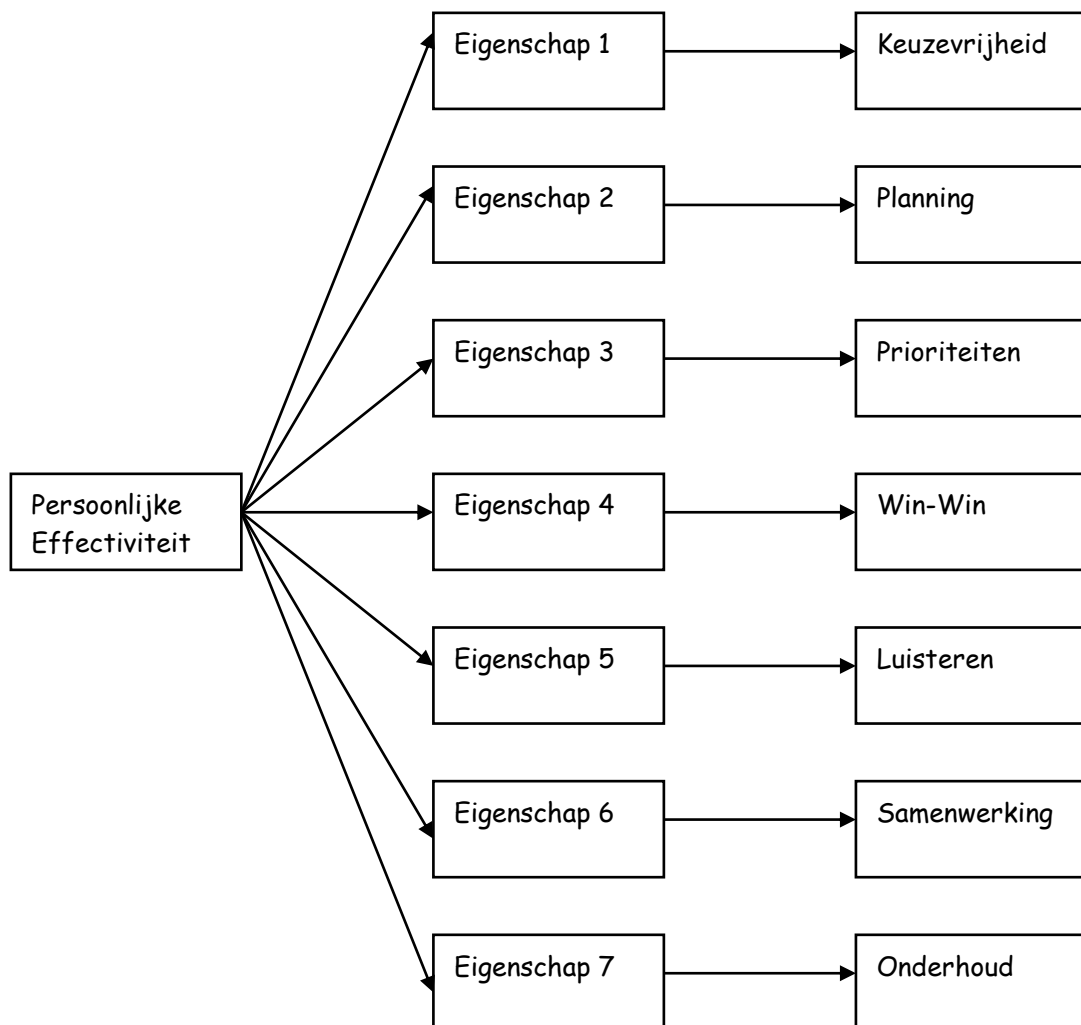 Eigenschap 1
Keuzevrijheid
Eigenschap 2
Planning
Eigenschap 3
Prioriteiten
Persoonlijke
Effectiviteit
Eigenschap 4
Win-Win
Eigenschap 5
Luisteren
Eigenschap 6
Samenwerking
Eigenschap 7
Onderhoud